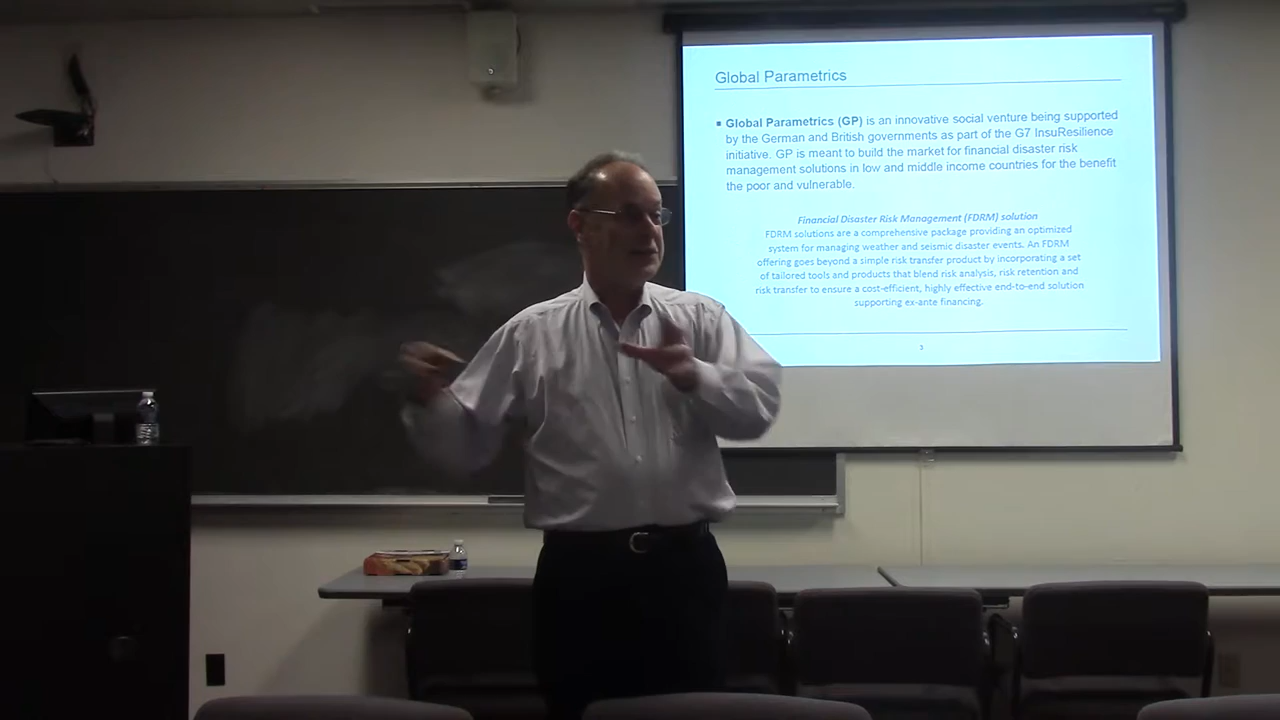 Global Parametrics
▪ Global Parametrics (GP) is an innovative social venture being supported
by the German and British governments as part of the G7 InsuResilience
initiative. GP is meant to build the market for financial disaster risk
management solutions in low and middle income countries for the benefit
the poor and vulnerable.
Financial Disaster Risk Management (FDRM) solution
FDRM solutions are a comprehensive package providing an optimized
system for managing weather and seismic disaster events. An FDRM
offering goes beyond a simple risk transfer product by incorporating a set
of tailored tools and products that blend risk analysis, risk retention and
risk transfer to ensure a cost-efficient, highly effective end-to-end solution
supporting ex-ante financing.
3